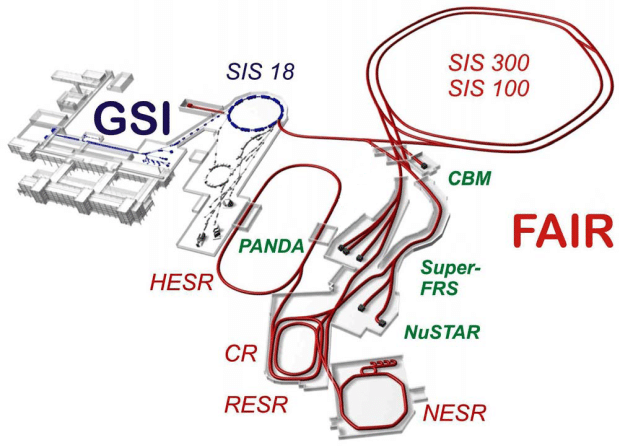 SIS 300
SIS 100
SIS 18
GSI
CBM
FAIR
PANDA
HESR
Super-
FRS
NuSTAR
CR
RESR
NESR